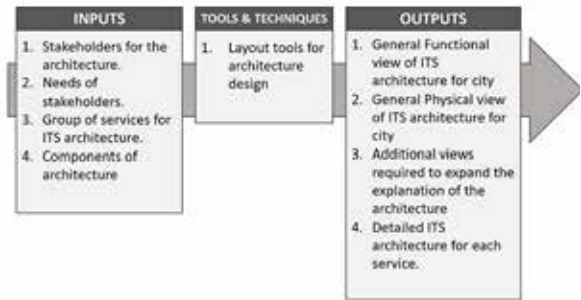 INPUTS
1. Stakeholders for the
architecture.
2. Needs of
stakeholders.
3. Group of services for
ITS architecture.
4. Components of
architecture
TOOLS & TECHNIQUES
1. Layout tools for
architecture
design
OUTPUTS
1. General Functional
view of ITS
architecture for city
2. General Physical view
of ITS architecture for
city
3. Additional views
required to expand the
explanation of the
architecture
4. Detailed ITS
architecture for each
service.